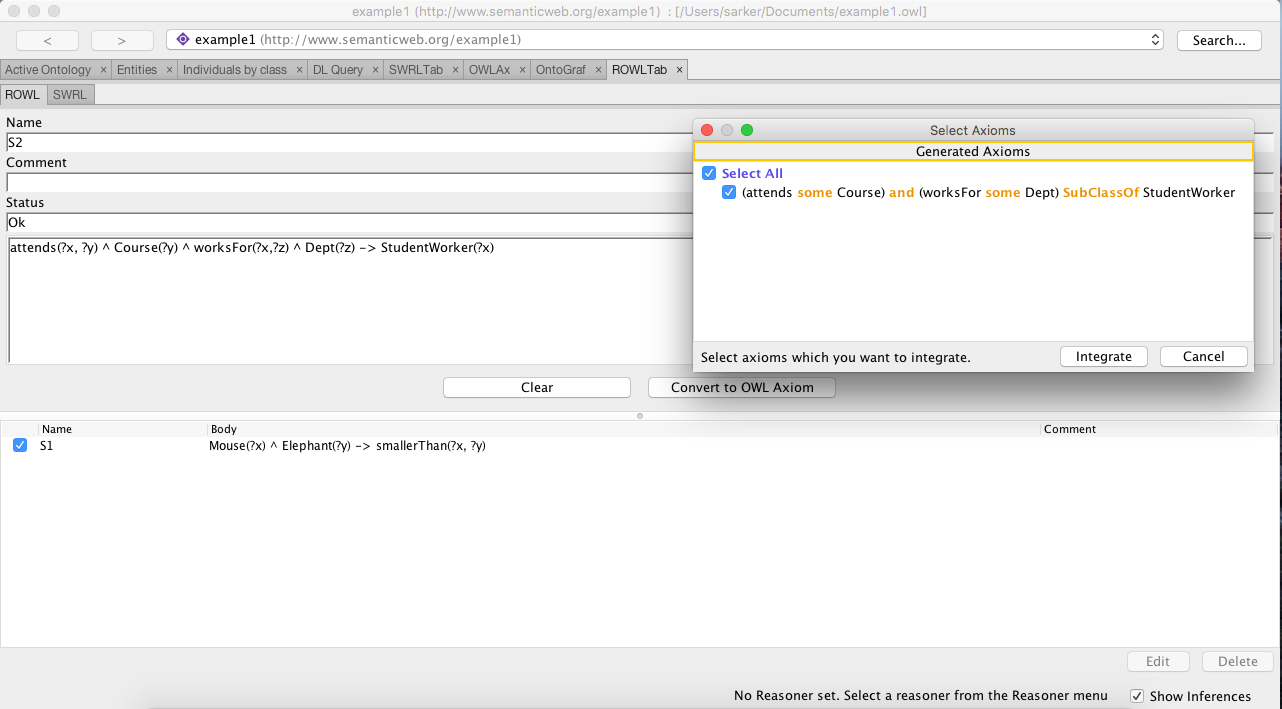 example1 (http://www.semanticweb.org/example1) : [/Users/sarker/Documents/example1.owl]
< > example1 (http://www.semanticweb.org/example1) Search...
Active Ontology × Entities × Individuals by class × DL Query × SWRLTab × OWLAx × OntoGraf × ROWLTab ×
ROWL SWRL
Name
S2
Comment
Status
Ok
attends(?x, ?y) ^ Course(?y) ^ worksFor(?x,?z) ^ Dept(?z) -> StudentWorker(?x)
Select Axioms
Generated Axioms
Select All
(attends some Course) and (worksFor some Dept) SubClassOf StudentWorker
Select axioms which you want to integrate. Integrate Cancel
Clear Convert to OWL Axiom
Name Body Comment
S1 Mouse(?x) ^ Elephant(?y) -> smallerThan(?x, ?y)
Edit Delete
No Reasoner set. Select a reasoner from the Reasoner menu Show Inferences